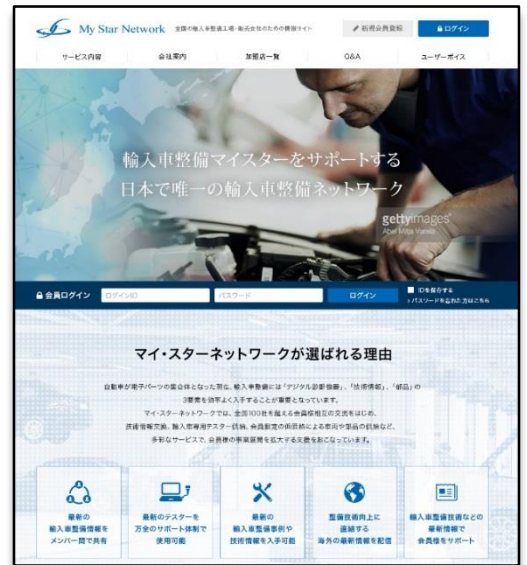 My Star Network
全国の輸入車整備工場・販売会社のための情報サイト
新規会員登録
ログイン
サービス内容
会社案内
加盟店一覧
Q&A
ユーザーボイス
輸入車整備マイスターをサポートする
日本で唯一の輸入車整備ネットワーク
gettyimages
会員ログイン
ログインID
パスワード
ログイン
IDを保存する
パスワードを忘れた方はこちら
マイ・スターネットワークが選ばれる理由
自動車が電子パーツの集合体となった現在、輸入車整備には「デジタル診断機器」、「技術情報」、「部品」の
3要素を効率よく入手することが重要となっています。
マイ・スターネットワークでは、全国100社を超える会員様相互の交流をはじめ、
技術情報交換、輸入車専用テスター供給、会員限定の
による車両や部品の供給など、
多彩なサービスで、会員様の事業展開を拡大する支援をおこなっています。
最新の
輸入車整備情報を
メンバー間で共有
最新のテスターを
万全のサポート体制で
使用可能
最新の
輸入車整備事例や
技術情報を入手可能
整備技術向上に
直結する
海外の最新情報を配信
輸入車整備技術などの
最新情報で
会員様をサポート